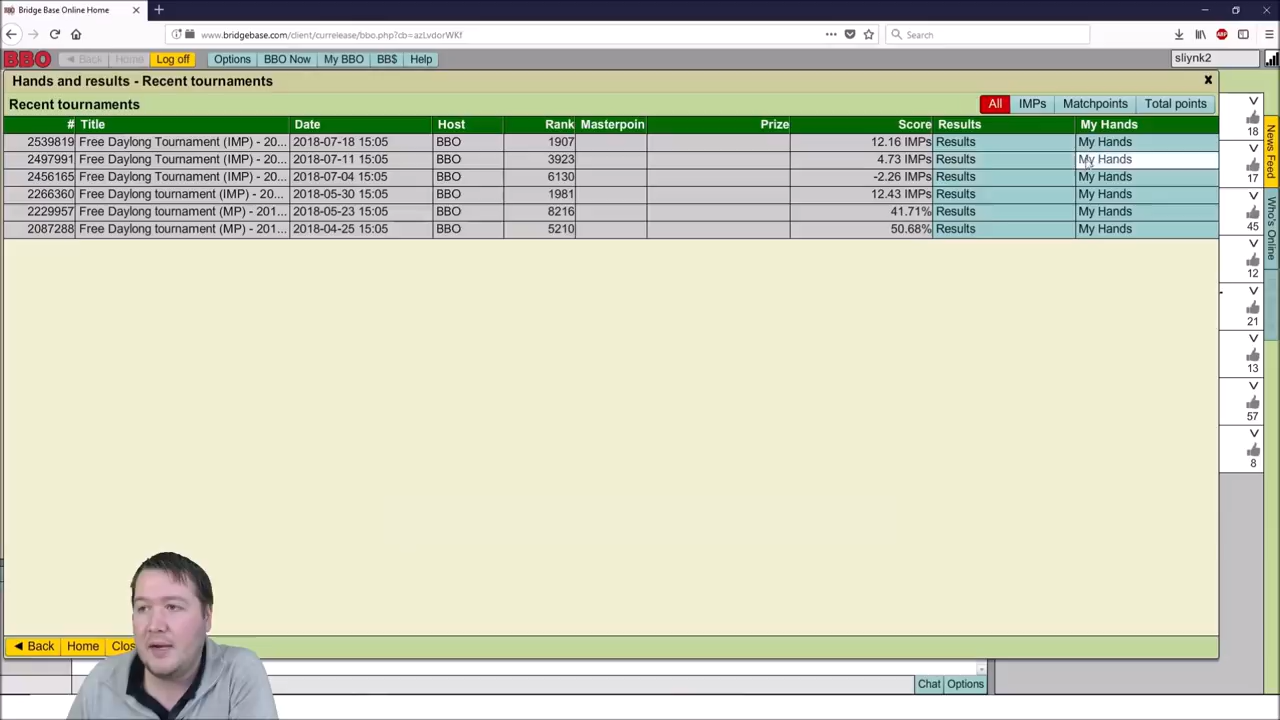 Bridge Base Online Home
www.bridgebase.com/client/currelease/bbo.php?cb=azLvdorWKf
Search
ABP
BBO Back Home Log off Options BBO Now My BBO BB$ Help sliynk2
Hands and results - Recent tournaments x
Recent tournaments All IMPs Matchpoints Total points
# Title Date Host Rank Masterpoin Prize Score Results My Hands
2539819 Free Daylong Tournament (IMP) - 20... 2018-07-18 15:05 BBO 1907 12.16 IMPs Results My Hands
2497991 Free Daylong Tournament (IMP) - 20... 2018-07-11 15:05 BBO 3923 4.73 IMPs Results My Hands
2456165 Free Daylong Tournament (IMP) - 20... 2018-07-04 15:05 BBO 6130 -2.26 IMPs Results My Hands
2266360 Free Daylong tournament (IMP) - 20... 2018-05-30 15:05 BBO 1981 12.43 IMPs Results My Hands
2229957 Free Daylong tournament (MP) - 201... 2018-05-23 15:05 BBO 8216 41.71% Results My Hands
2087288 Free Daylong tournament (MP) - 201... 2018-04-25 15:05 BBO 5210 50.68% Results My Hands
18
17
45
12
21
13
57
8
News Feed
Who's Online
Back Home Clos
Chat Options